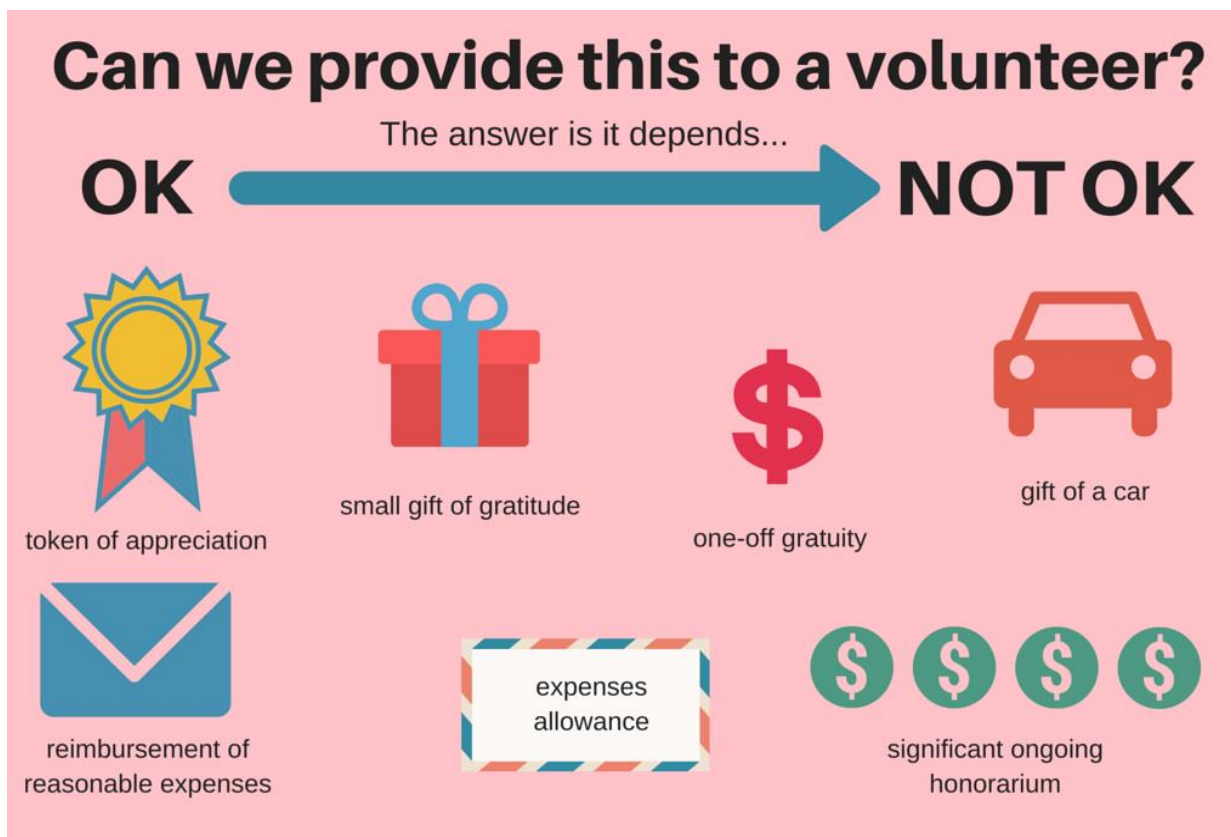 Can we provide this to a volunteer?
The answer is it depends...
OK
NOT OK
token of appreciation
small gift of gratitude
one-off gratuity
gift of a car
reimbursement of
reasonable expenses
expenses
allowance
significant ongoing
honorarium